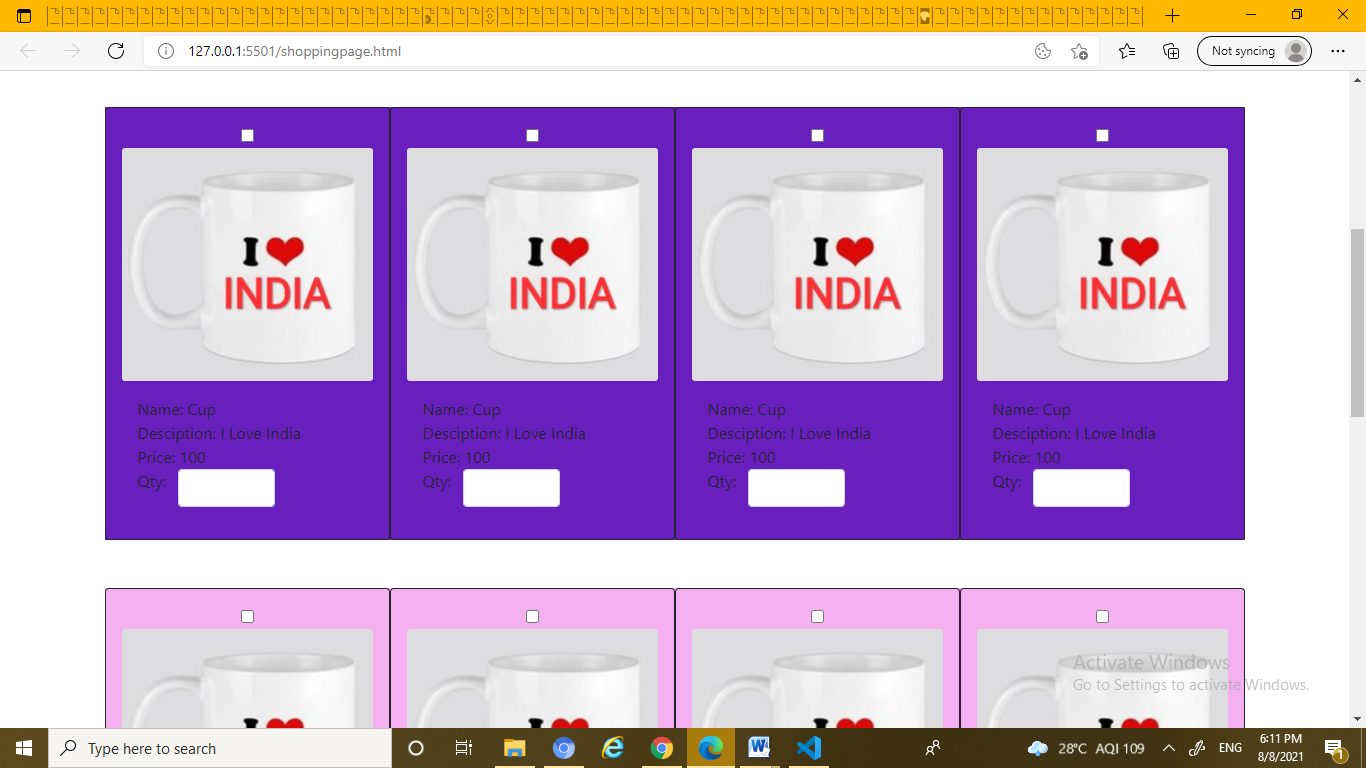 Not syncing
127.0.0.1:5501/shoppingpage.html
I ❤ I ❤ I ❤ I ❤
INDIA INDIA INDIA INDIA
Name: Cup Name: Cup Name: Cup Name: Cup
Desciption: I Love India Desciption: I Love India Desciption: I Love India Desciption: I Love India
Price: 100 Price: 100 Price: 100 Price: 100
Qty: Qty: Qty: Qty:
Activate Windows
Go to Settings to activate Windows.
I ❤ I ❤ I ❤ I ❤
Type here to search
28°C AQI 109
ENG
6:11 PM
8/8/2021
1